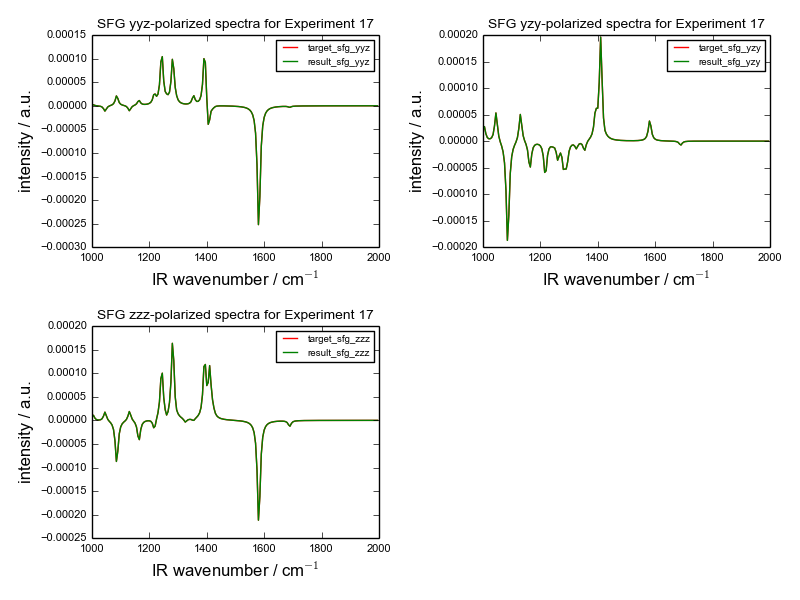 SFG yyz-polarized spectra for Experiment 17
0.00015
0.00010
0.00005
0.00000
−0.00005
−0.00010
−0.00015
−0.00020
−0.00025
−0.00030
1000 1200 1400 1600 1800 2000
intensity / a.u.
IR wavenumber / cm⁻¹
target_sfg_yyz
result_sfg_yyz
SFG yzy-polarized spectra for Experiment 17
0.00020
0.00015
0.00010
0.00005
0.00000
−0.00005
−0.00010
−0.00015
−0.00020
1000 1200 1400 1600 1800 2000
intensity / a.u.
IR wavenumber / cm⁻¹
target_sfg_yzy
result_sfg_yzy
SFG zzz-polarized spectra for Experiment 17
0.00020
0.00015
0.00010
0.00005
0.00000
−0.00005
−0.00010
−0.00015
−0.00020
−0.00025
1000 1200 1400 1600 1800 2000
intensity / a.u.
IR wavenumber / cm⁻¹
target_sfg_zzz
result_sfg_zzz